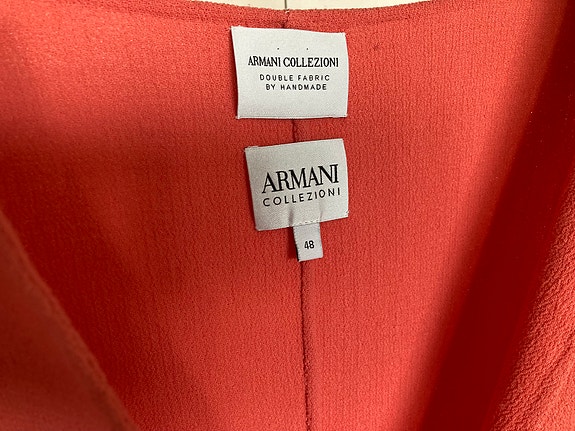 ARMANI COLLEZIONI
DOUBLE FABRIC
BY HANDMADE
ARMANI
COLLEZIONI
48